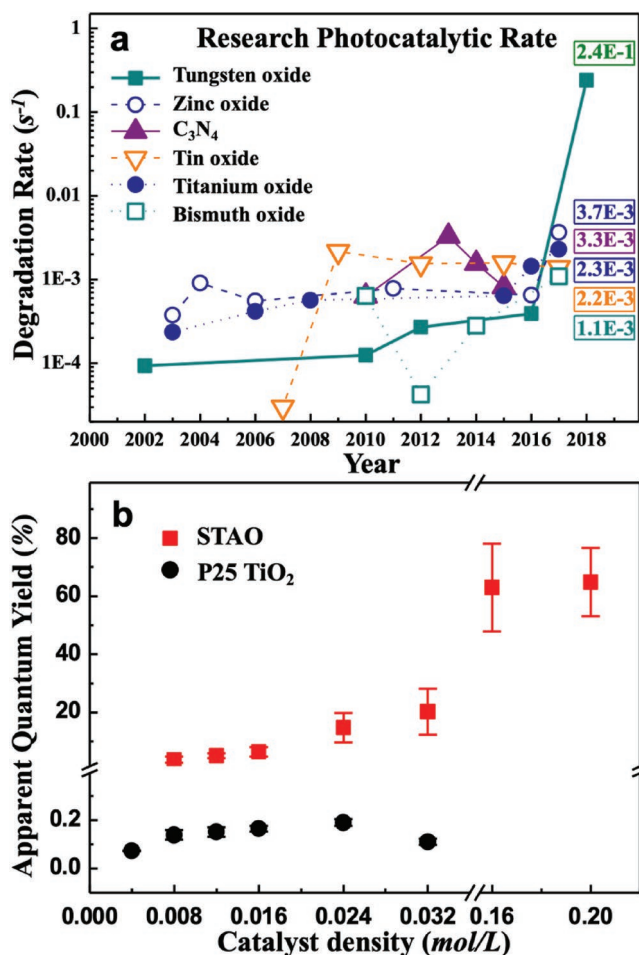 a Research Photocatalytic Rate
Tungsten oxide
Zinc oxide
C₃N₄
Tin oxide
Titanium oxide
Bismuth oxide
2.4E-1
3.7E-3
3.3E-3
2.3E-3
2.2E-3
1.1E-3
Degradation Rate (s⁻¹)
1
0.1
0.01
1E-3
1E-4
2000 2002 2004 2006 2008 2010 2012 2014 2016 2018
Year
b
STAO
P25 TiO₂
Apparent Quantum Yield (%)
80
60
40
20
0.2
0.0
0.000 0.008 0.016 0.024 0.032 0.16 0.20
Catalyst density (mol/L)